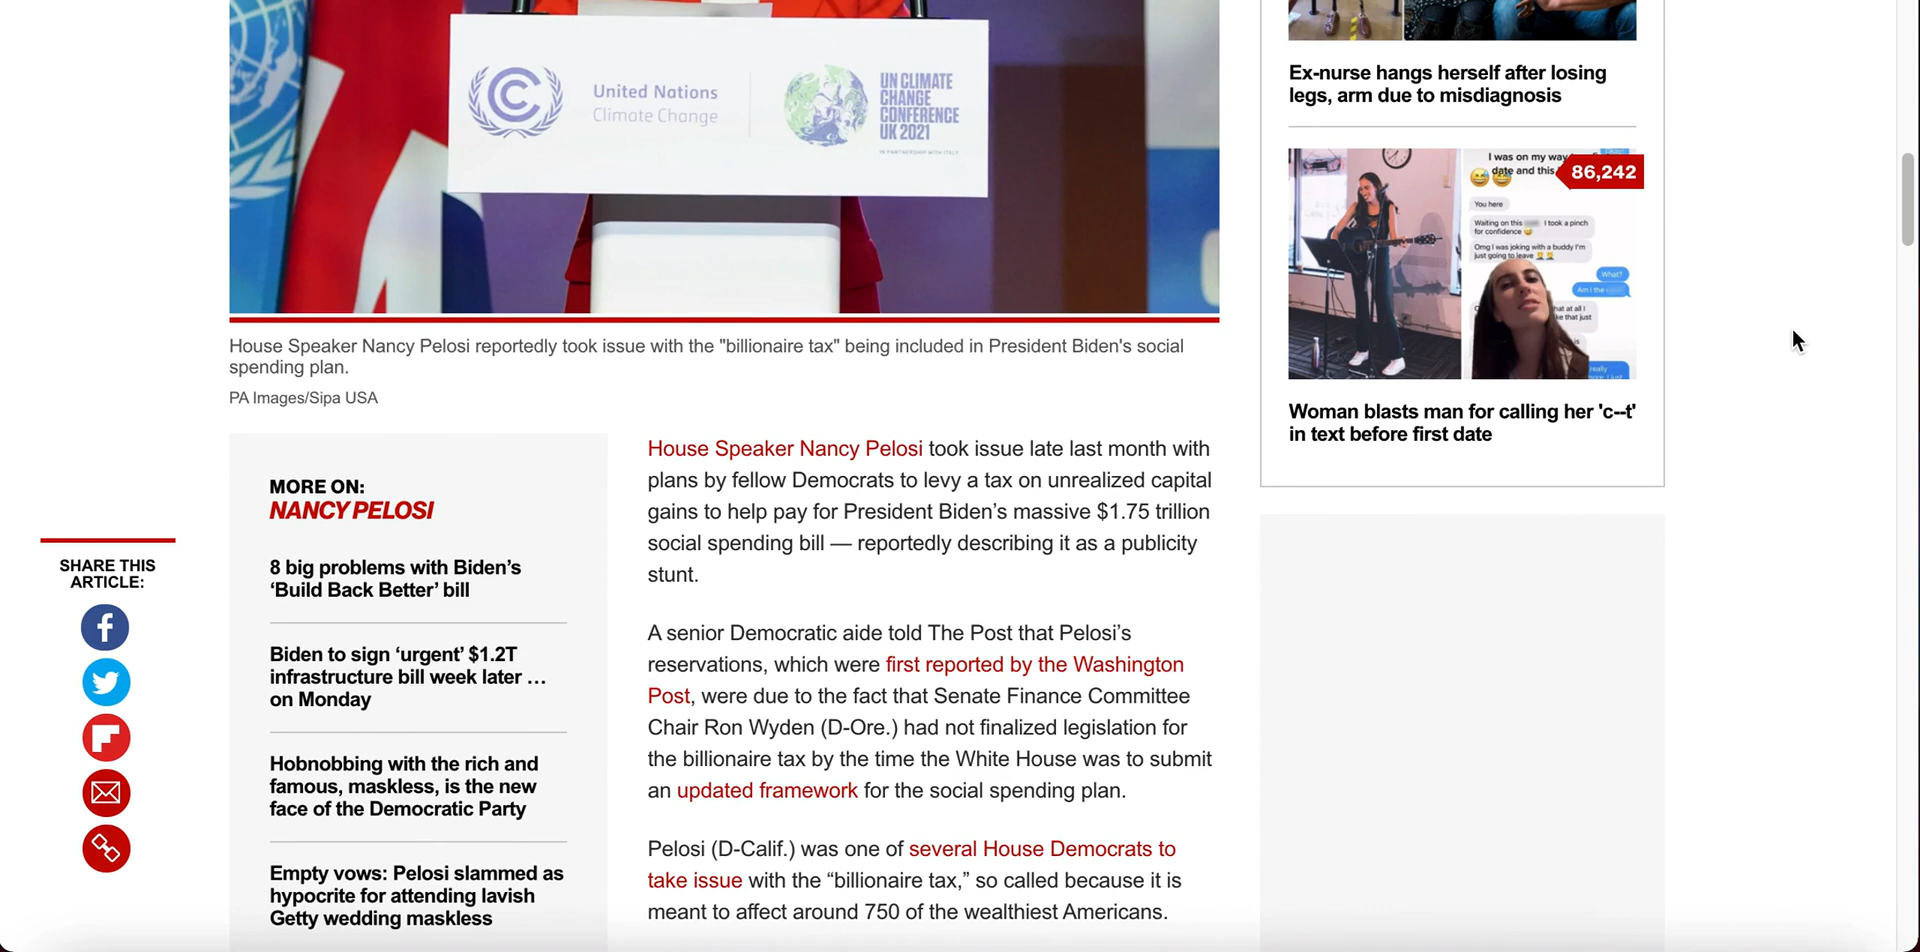 United Nations
Climate Change
UN CLIMATE
CHANGE
CONFERENCE
UK 2021
IN PARTNERSHIP WITH ITALY
House Speaker Nancy Pelosi reportedly took issue with the "billionaire tax" being included in President Biden's social
spending plan.
PA Images/Sipa USA
SHARE THIS
ARTICLE:
MORE ON:
NANCY PELOSI
8 big problems with Biden’s
‘Build Back Better’ bill
Biden to sign ‘urgent’ $1.2T
infrastructure bill week later …
on Monday
Hobnobbing with the rich and
famous, maskless, is the new
face of the Democratic Party
Empty vows: Pelosi slammed as
hypocrite for attending lavish
Getty wedding maskless
House Speaker Nancy Pelosi took issue late last month with
plans by fellow Democrats to levy a tax on unrealized capital
gains to help pay for President Biden’s massive $1.75 trillion
social spending bill — reportedly describing it as a publicity
stunt.
A senior Democratic aide told The Post that Pelosi’s
reservations, which were first reported by the Washington
Post, were due to the fact that Senate Finance Committee
Chair Ron Wyden (D-Ore.) had not finalized legislation for
the billionaire tax by the time the White House was to submit
an updated framework for the social spending plan.
Pelosi (D-Calif.) was one of several House Democrats to
take issue with the “billionaire tax,” so called because it is
meant to affect around 750 of the wealthiest Americans.
Ex-nurse hangs herself after losing
legs, arm due to misdiagnosis
I was on my way
date and this
86,242
You here
Waiting on this I took a pinch
for confidence
Omg I was joking with a buddy I'm
just going to leave
What?
Am I the
hat at all I
ke that just
is
really
Woman blasts man for calling her 'c--t'
in text before first date